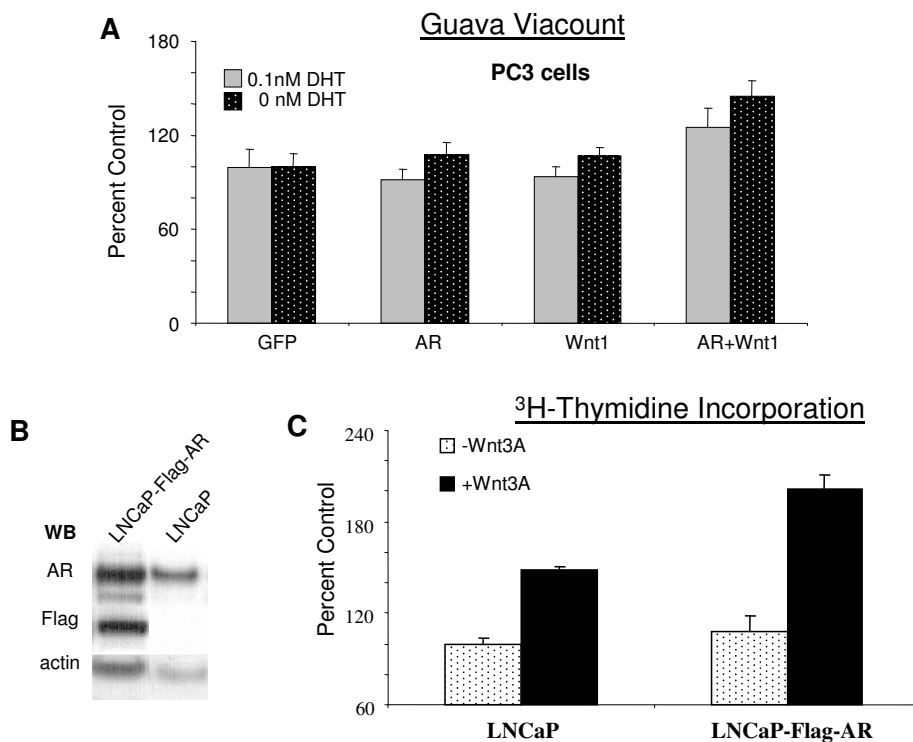 A
Guava Viacount
PC3 cells
0.1nM DHT
0 nM DHT
Percent Control
180
120
60
0
GFP AR Wnt1 AR+Wnt1
B
WB
LNCaP-Flag-AR
LNCaP
AR
Flag
actin
C
³H-Thymidine Incorporation
-Wnt3A
+Wnt3A
Percent Control
240
180
120
60
LNCaP LNCaP-Flag-AR